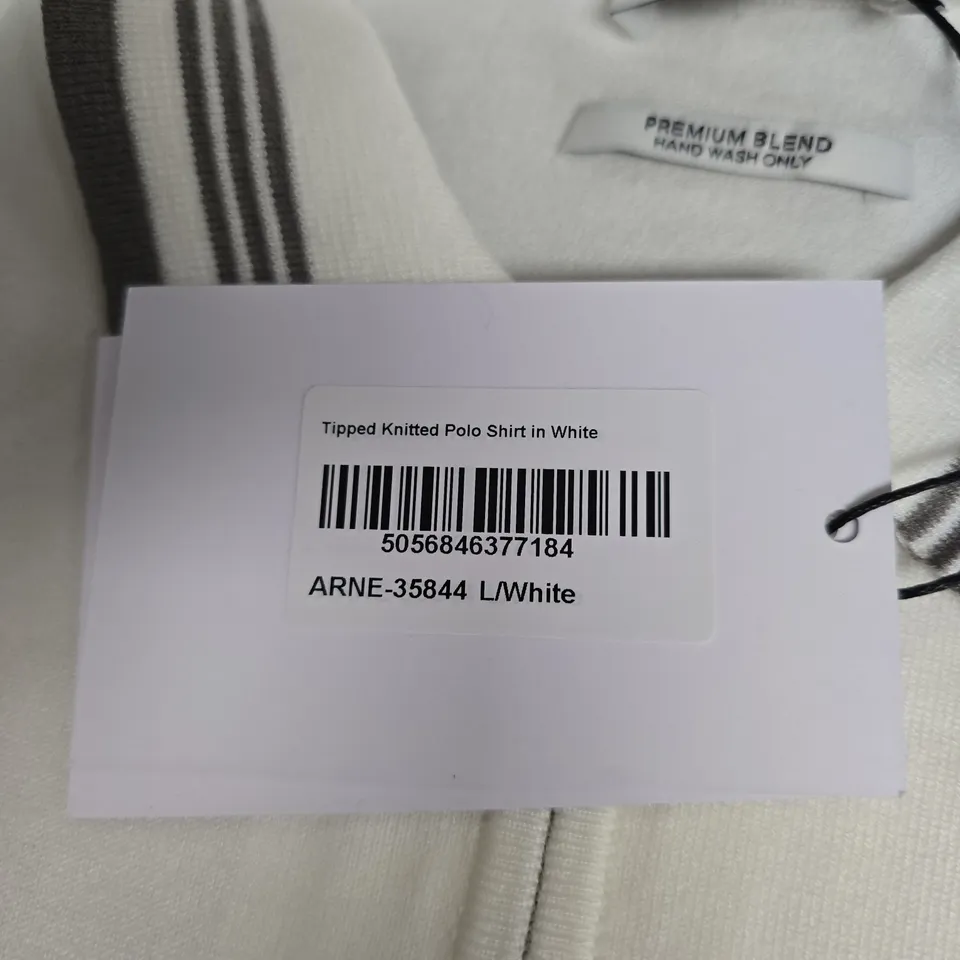 PREMIUM BLEND
HAND WASH ONLY
Tipped Knitted Polo Shirt in White
5056846377184
ARNE-35844 L/White